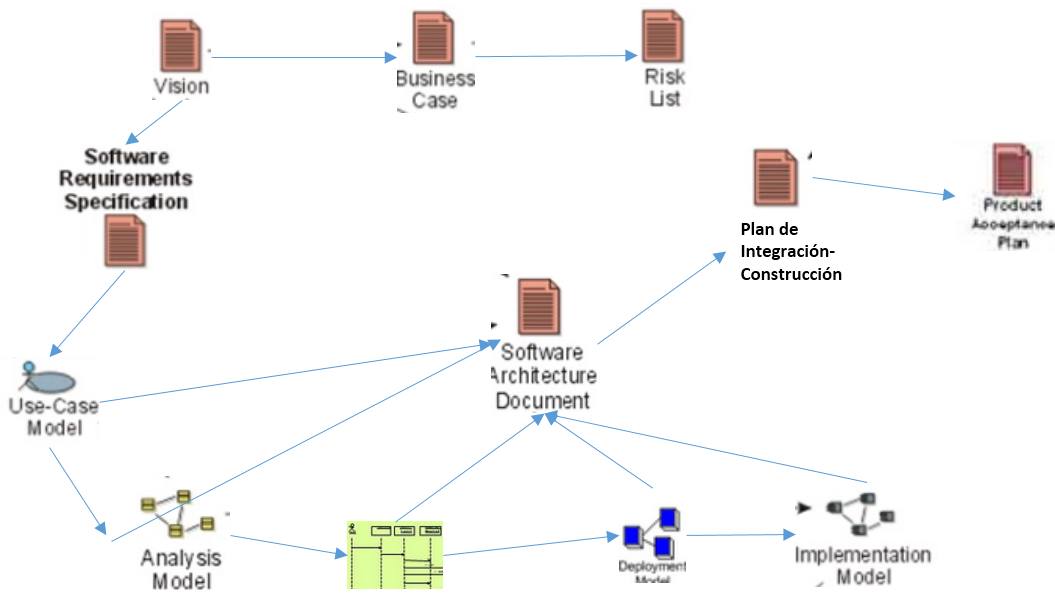 Vision
Business
Case
Risk
List
Software
Requirements
Specification
Plan de
Integración-
Construcción
Product
Acceptance
Plan
Software
Architecture
Document
Use-Case
Model
Analysis
Model
Deployment
Model
Implementation
Model